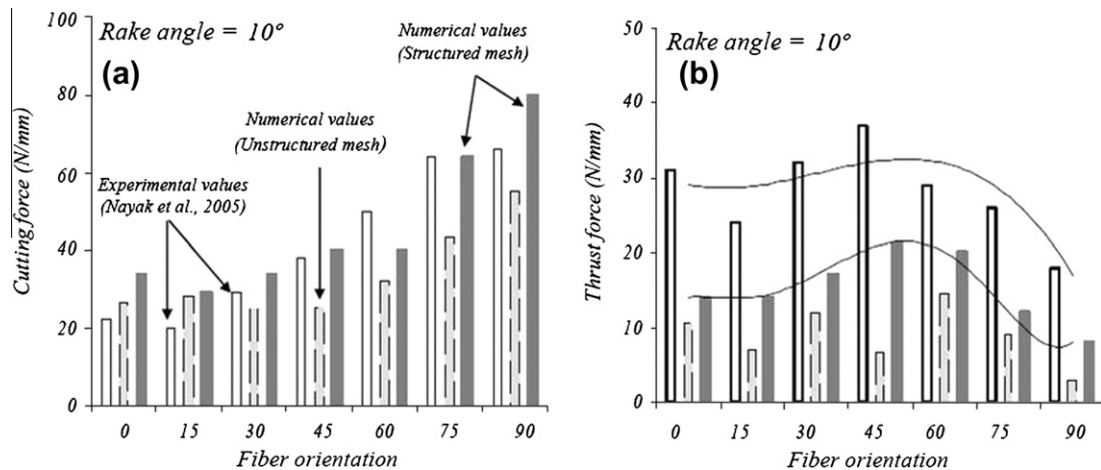 Rake angle = 10°
(a)
Numerical values
(Structured mesh)
Numerical values
(Unstructured mesh)
Experimental values
(Nayak et al., 2005)
Cutting force (N/mm)
100
80
60
40
20
0
0 15 30 45 60 75 90
Fiber orientation
Rake angle = 10°
(b)
Thrust force (N/mm)
50
40
30
20
10
0
0 15 30 45 60 75 90
Fiber orientation